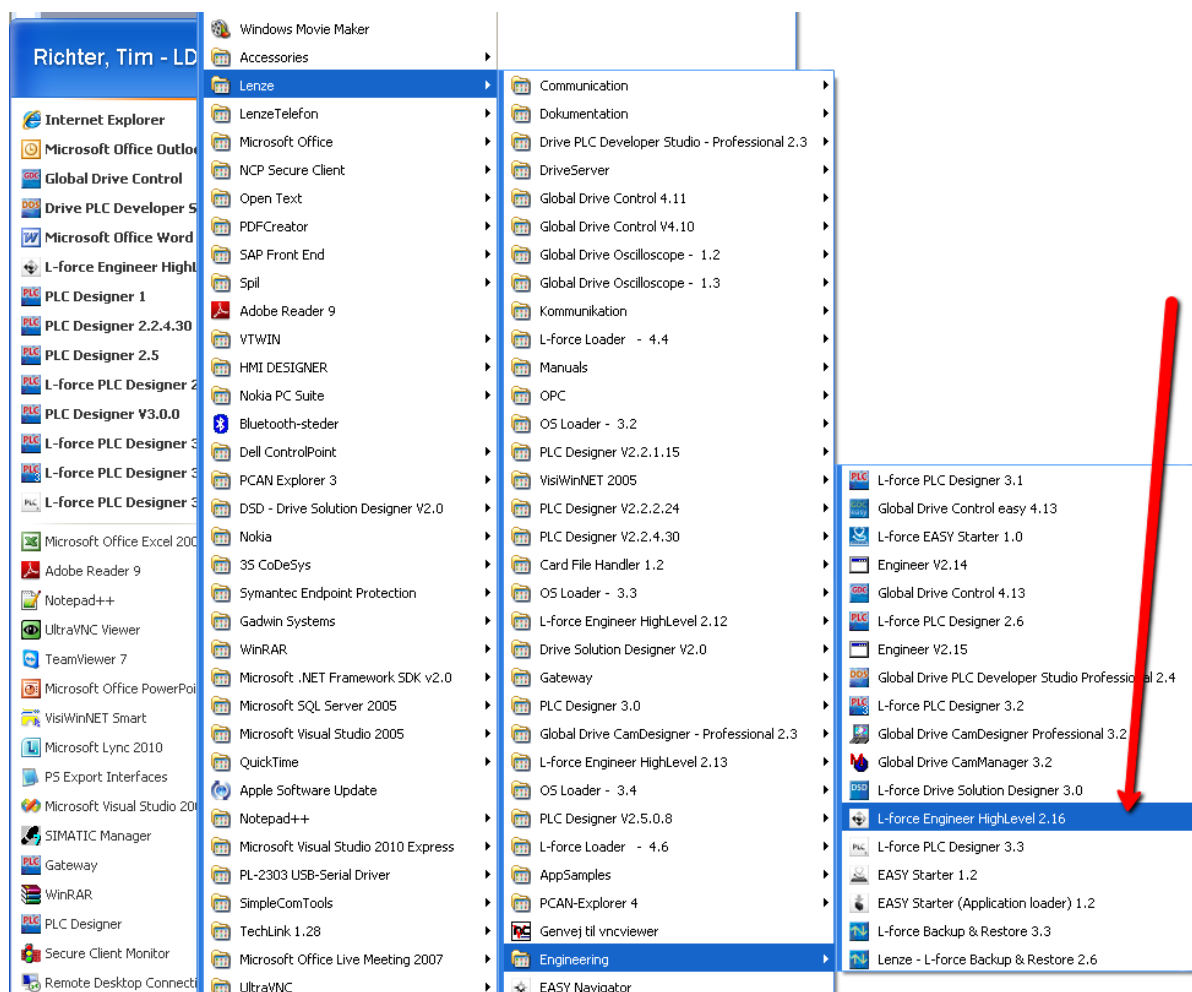 Richter, Tim - LD
Internet Explorer
Microsoft Office Outlo
Global Drive Control
Drive PLC Developer S
Microsoft Office Word
L-force Engineer HighL
PLC Designer 1
PLC Designer 2.2.4.30
PLC Designer 2.5
L-force PLC Designer 2
PLC Designer V3.0.0
L-force PLC Designer 3
L-force PLC Designer 3
L-force PLC Designer 3
Microsoft Office Excel 200
Adobe Reader 9
Notepad++
UltraVNC Viewer
TeamViewer 7
Microsoft Office PowerPoi
VisiWinNET Smart
Microsoft Lync 2010
PS Export Interfaces
Microsoft Visual Studio 20
SIMATIC Manager
Gateway
WinRAR
PLC Designer
Secure Client Monitor
Remote Desktop Connecti
Windows Movie Maker
Accessories
Lenze
LenzeTelefon
Microsoft Office
NCP Secure Client
Open Text
PDFCreator
SAP Front End
Spil
Adobe Reader 9
VTWIN
HMI DESIGNER
Nokia PC Suite
Bluetooth-steder
Dell ControlPoint
PCAN Explorer 3
DSD - Drive Solution Designer V2.0
Nokia
3S CoDeSys
Symantec Endpoint Protection
Gadwin Systems
WinRAR
Microsoft .NET Framework SDK v2.0
Microsoft SQL Server 2005
Microsoft Visual Studio 2005
QuickTime
Apple Software Update
Notepad++
Microsoft Visual Studio 2010 Express
PL-2303 USB-Serial Driver
SimpleComTools
TechLink 1.28
Microsoft Office Live Meeting 2007
UltraVNC
Communication
Dokumentation
Drive PLC Developer Studio - Professional 2.3
DriveServer
Global Drive Control 4.11
Global Drive Control V4.10
Global Drive Oscilloscope - 1.2
Global Drive Oscilloscope - 1.3
Kommunikation
L-force Loader - 4.4
Manuals
OPC
OS Loader - 3.2
PLC Designer V2.2.1.15
VisiWinNET 2005
PLC Designer V2.2.2.24
PLC Designer V2.2.4.30
Card File Handler 1.2
OS Loader - 3.3
L-force Engineer HighLevel 2.12
Drive Solution Designer V2.0
Gateway
PLC Designer 3.0
Global Drive CamDesigner - Professional 2.3
L-force Engineer HighLevel 2.13
OS Loader - 3.4
PLC Designer V2.5.0.8
L-force Loader - 4.6
AppSamples
PCAN-Explorer 4
Genvej til vncviewer
Engineering
EASY Navigator
L-force PLC Designer 3.1
Global Drive Control easy 4.13
L-force EASY Starter 1.0
Engineer V2.14
Global Drive Control 4.13
L-force PLC Designer 2.6
Engineer V2.15
Global Drive PLC Developer Studio Professional 2.4
L-force PLC Designer 3.2
Global Drive CamDesigner Professional 3.2
Global Drive CamManager 3.2
L-force Drive Solution Designer 3.0
L-force Engineer HighLevel 2.16
L-force PLC Designer 3.3
EASY Starter 1.2
EASY Starter (Application loader) 1.2
L-force Backup & Restore 3.3
Lenze - L-force Backup & Restore 2.6